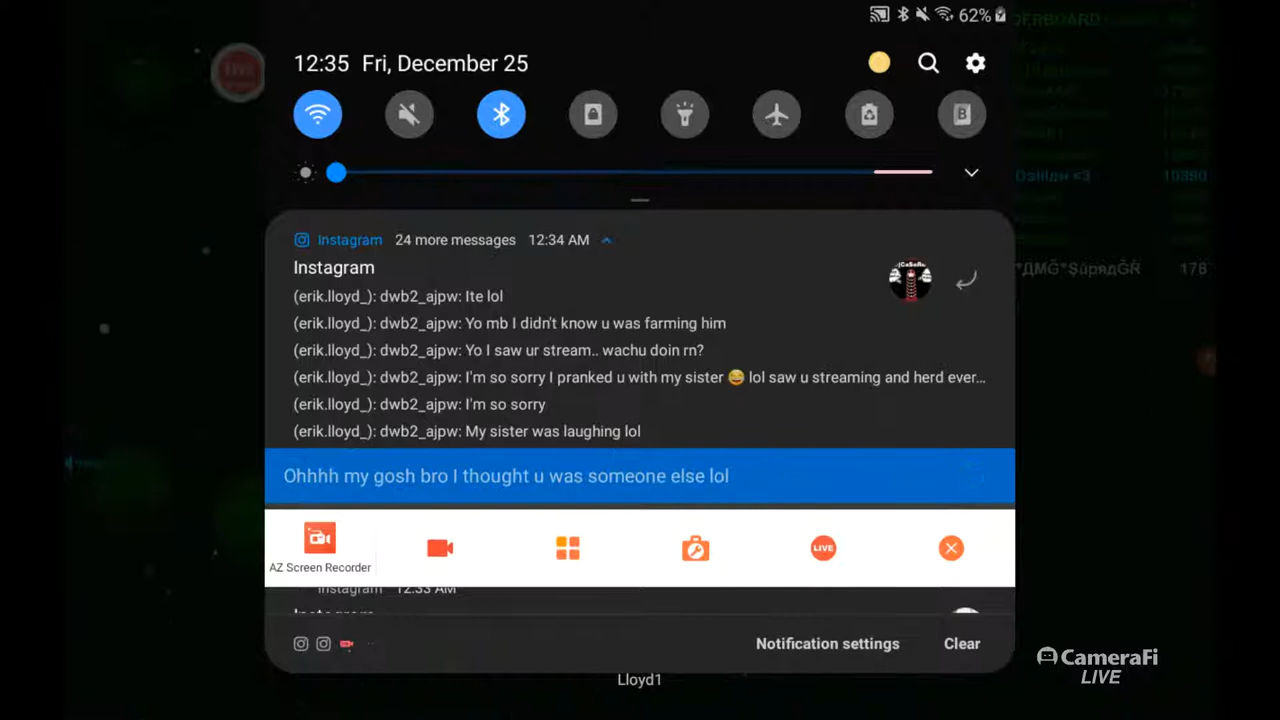 62%
DERBOARD
12:35 Fri, December 25
LIVE
10390
Instagram 24 more messages 12:34 AM
Instagram
(erik.lloyd_): dwb2_ajpw: Ite lol
(erik.lloyd_): dwb2_ajpw: Yo mb I didn't know u was farming him
(erik.lloyd_): dwb2_ajpw: Yo I saw ur stream.. wachu doin rn?
(erik.lloyd_): dwb2_ajpw: I'm so sorry I pranked u with my sister 😂 lol saw u streaming and herd ever...
(erik.lloyd_): dwb2_ajpw: I'm so sorry
(erik.lloyd_): dwb2_ajpw: My sister was laughing lol
Ohhhh my gosh bro I thought u was someone else lol
LIVE
AZ Screen Recorder
Instagram 12:33 AM
Instagram
Notification settings Clear
CameraFi
LIVE
Lloyd1